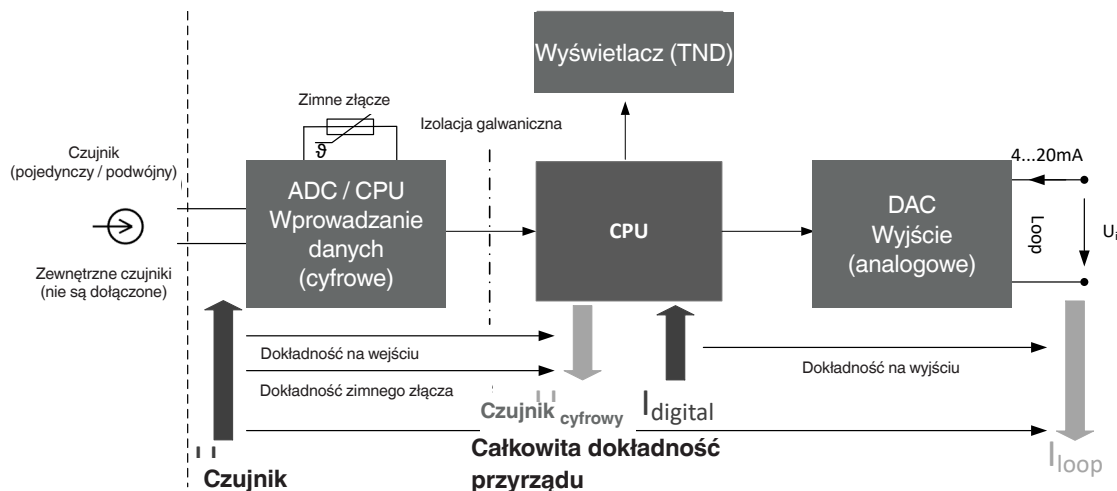 Wyświetlacz (TND)
Zimne złącze
Izolacja galwaniczna
ϑ
Czujnik
(pojedynczy / podwójny)
ADC / CPU
Wprowadzanie
danych
(cyfrowe)
CPU
DAC
Wyjście
(analogowe)
4...20mA
Loop
Ui
Zewnętrzne czujniki
(nie są dołączone)
Dokładność na wejściu
Dokładność na wyjściu
Dokładność zimnego złącza
Czujnik cyfrowy
Idigital
Całkowita dokładność
przyrządu
Czujnik
Iloop